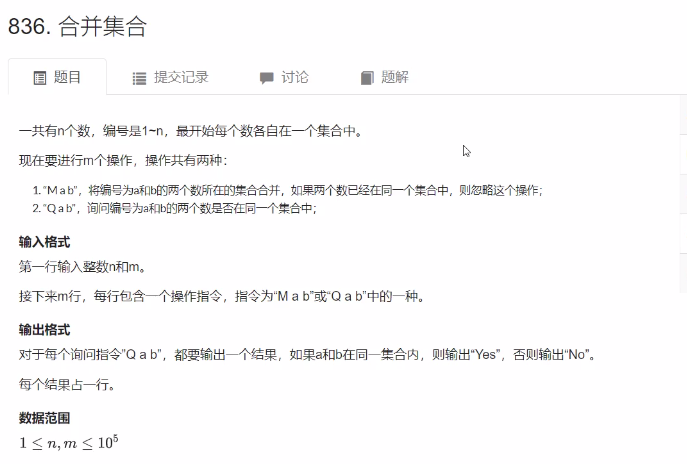 836. 合并集合
题目 提交记录 讨论 题解
一共有n个数，编号是1~n，最开始每个数各自在一个集合中。
现在要进行m个操作，操作共有两种：
1. “M a b”，将编号为a和b的两个数所在的集合合并，如果两个数已经在同一个集合中，则忽略这个操作；
2. “Q a b”，询问编号为a和b的两个数是否在同一个集合中；
输入格式
第一行输入整数n和m。
接下来m行，每行包含一个操作指令，指令为“M a b”或“Q a b”中的一种。
输出格式
对于每个询问指令”Q a b”，都要输出一个结果，如果a和b在同一集合内，则输出“Yes”，否则输出“No”。
每个结果占一行。
数据范围
1 ≤ n, m ≤ 10⁵